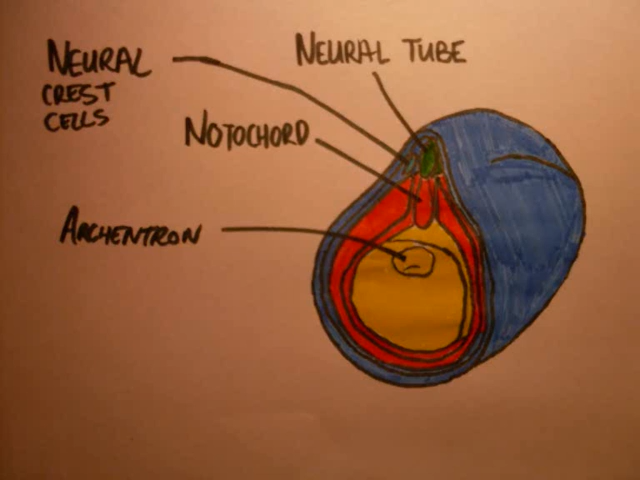 NEURAL
CREST
CELLS
NEURAL TUBE
NOTOCHORD
ARCHENTRON